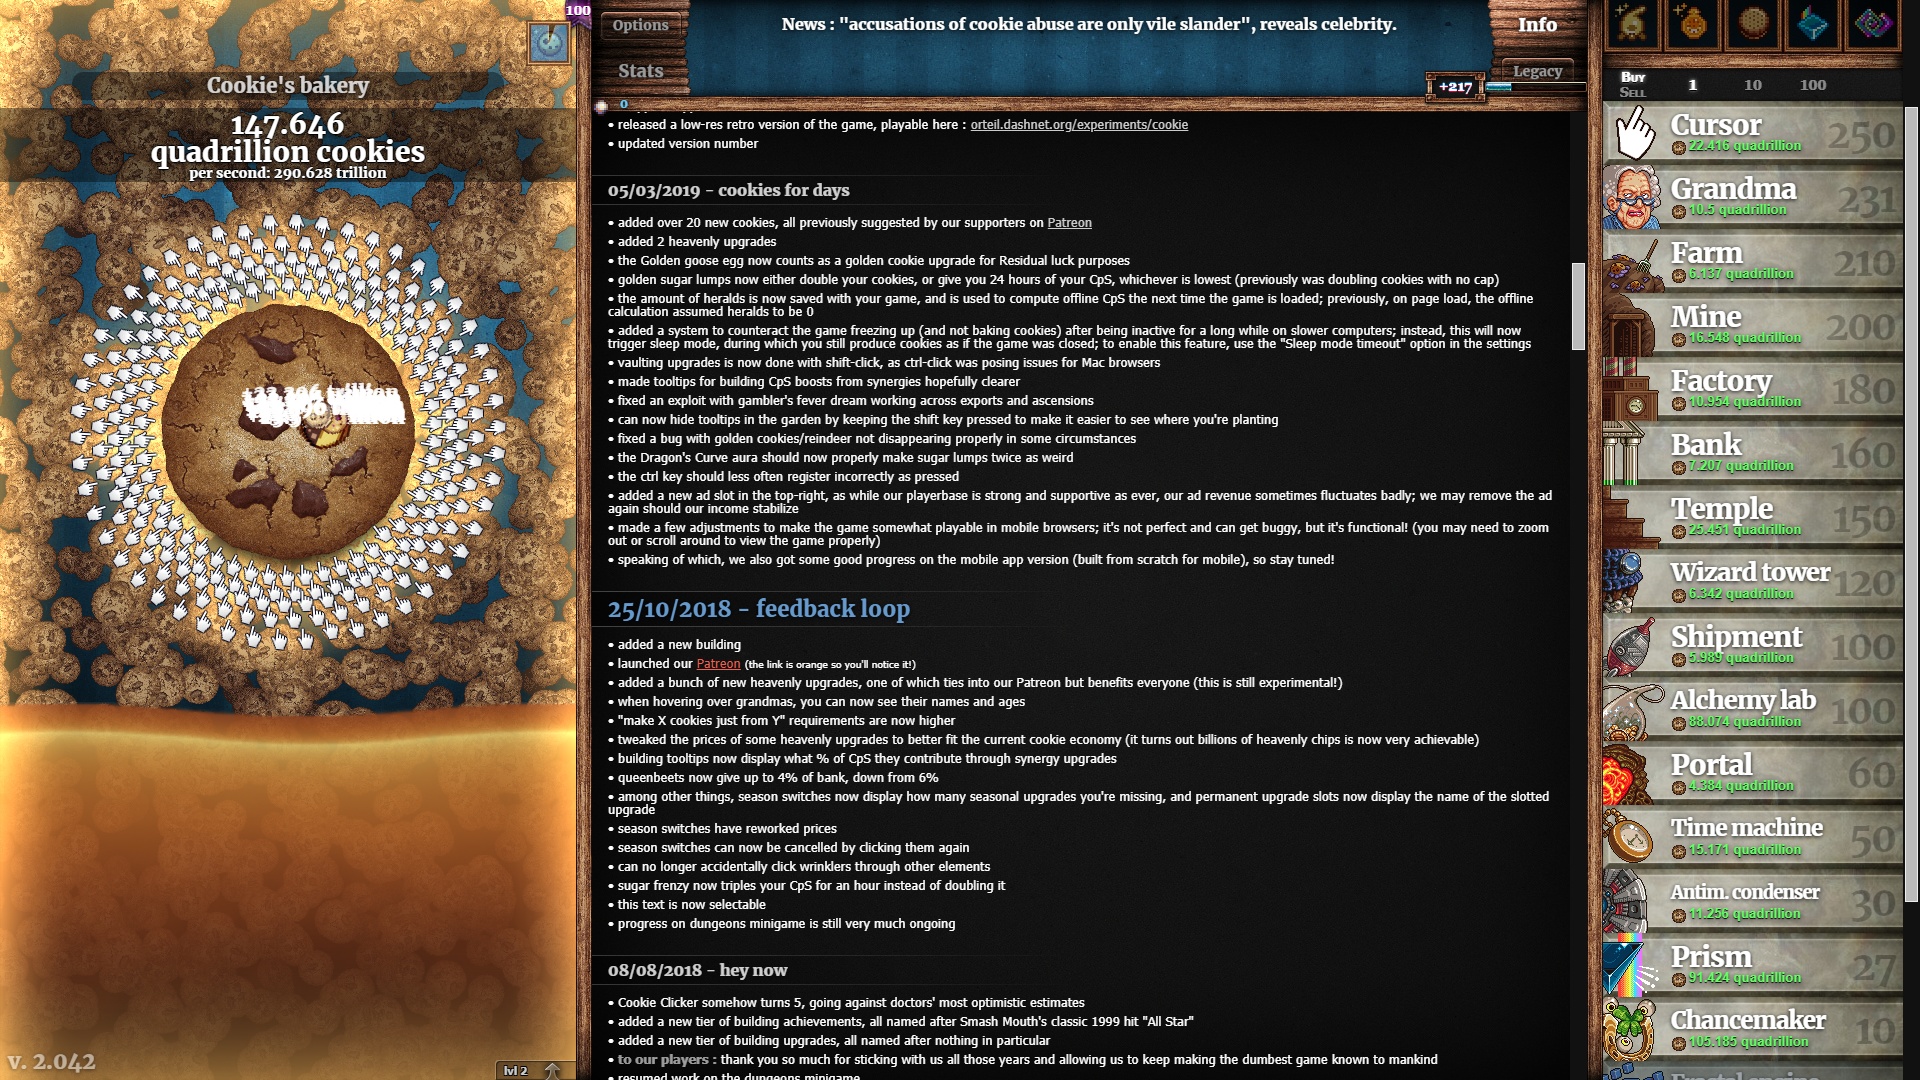 100
Cookie's bakery
147.646
quadrillion cookies
per second: 290.628 trillion
v. 2.042
lvl 2
Options
Stats
News : "accusations of cookie abuse are only vile slander", reveals celebrity.
Info
Legacy
+217
0
• released a low-res retro version of the game, playable here : orteil.dashnet.org/experiments/cookie
• updated version number
05/03/2019 - cookies for days
• added over 20 new cookies, all previously suggested by our supporters on Patreon
• added 2 heavenly upgrades
• the Golden goose egg now counts as a golden cookie upgrade for Residual luck purposes
• golden sugar lumps now either double your cookies, or give you 24 hours of your CpS, whichever is lowest (previously was doubling cookies with no cap)
• the amount of heralds is now saved with your game, and is used to compute offline CpS the next time the game is loaded; previously, on page load, the offline
calculation assumed heralds to be 0
• added a system to counteract the game freezing up (and not baking cookies) after being inactive for a long while on slower computers; instead, this will now
trigger sleep mode, during which you still produce cookies as if the game was closed; to enable this feature, use the "Sleep mode timeout" option in the settings
• vaulting upgrades is now done with shift-click, as ctrl-click was posing issues for Mac browsers
• made tooltips for building CpS boosts from synergies hopefully clearer
• fixed an exploit with gambler's fever dream working across exports and ascensions
• can now hide tooltips in the garden by keeping the shift key pressed to make it easier to see where you're planting
• fixed a bug with golden cookies/reindeer not disappearing properly in some circumstances
• the Dragon's Curve aura should now properly make sugar lumps twice as weird
• the ctrl key should less often register incorrectly as pressed
• added a new ad slot in the top-right, as while our playerbase is strong and supportive as ever, our ad revenue sometimes fluctuates badly; we may remove the ad
again should our income stabilize
• made a few adjustments to make the game somewhat playable in mobile browsers; it's not perfect and can get buggy, but it's functional! (you may need to zoom
out or scroll around to view the game properly)
• speaking of which, we also got some good progress on the mobile app version (built from scratch for mobile), so stay tuned!
25/10/2018 - feedback loop
• added a new building
• launched our Patreon (the link is orange so you'll notice it!)
• added a bunch of new heavenly upgrades, one of which ties into our Patreon but benefits everyone (this is still experimental!)
• when hovering over grandmas, you can now see their names and ages
• "make X cookies just from Y" requirements are now higher
• tweaked the prices of some heavenly upgrades to better fit the current cookie economy (it turns out billions of heavenly chips is now very achievable)
• building tooltips now display what % of CpS they contribute through synergy upgrades
• queenbeets now give up to 4% of bank, down from 6%
• among other things, season switches now display how many seasonal upgrades you're missing, and permanent upgrade slots now display the name of the slotted
upgrade
• season switches have reworked prices
• season switches can now be cancelled by clicking them again
• can no longer accidentally click wrinklers through other elements
• sugar frenzy now triples your CpS for an hour instead of doubling it
• this text is now selectable
• progress on dungeons minigame is still very much ongoing
08/08/2018 - hey now
• Cookie Clicker somehow turns 5, going against doctors' most optimistic estimates
• added a new tier of building achievements, all named after Smash Mouth's classic 1999 hit "All Star"
• added a new tier of building upgrades, all named after nothing in particular
• to our players : thank you so much for sticking with us all those years and allowing us to keep making the dumbest game known to mankind
• resumed work on the dungeons minigame
Buy
Sell
1 10 100
Cursor
22.416 quadrillion
250
Grandma
10.5 quadrillion
231
Farm
6.137 quadrillion
210
Mine
16.548 quadrillion
200
Factory
10.954 quadrillion
180
Bank
7.207 quadrillion
160
Temple
25.451 quadrillion
150
Wizard tower
6.342 quadrillion
120
Shipment
5.989 quadrillion
100
Alchemy lab
88.074 quadrillion
100
Portal
4.384 quadrillion
60
Time machine
15.171 quadrillion
50
Antim. condenser
11.256 quadrillion
30
Prism
91.424 quadrillion
27
Chancemaker
105.185 quadrillion
10
Fractal engine